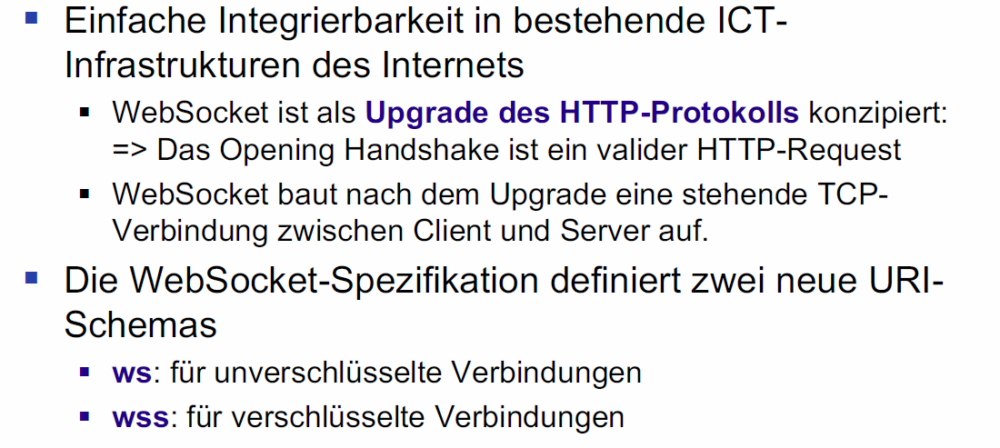 ▪ Einfache Integrierbarkeit in bestehende ICT-
Infrastrukturen des Internets
▪ WebSocket ist als Upgrade des HTTP-Protokolls konzipiert:
=> Das Opening Handshake ist ein valider HTTP-Request
▪ WebSocket baut nach dem Upgrade eine stehende TCP-
Verbindung zwischen Client und Server auf.
▪ Die WebSocket-Spezifikation definiert zwei neue URI-
Schemas
▪ ws: für unverschlüsselte Verbindungen
▪ wss: für verschlüsselte Verbindungen